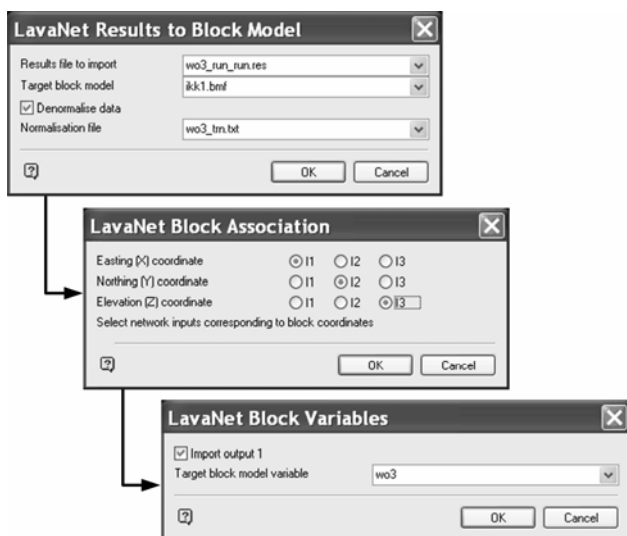 LavaNet Results to Block Model
Results file to import wo3_run_run.res
Target block model ikk1.bmf
Denormalise data
Normalisation file wo3_trn.txt
OK Cancel
LavaNet Block Association
Easting (X) coordinate I1 I2 I3
Northing (Y) coordinate I1 I2 I3
Elevation (Z) coordinate I1 I2 I3
Select network inputs corresponding to block coordinates
OK Cancel
LavaNet Block Variables
Import output 1
Target block model variable wo3
OK Cancel